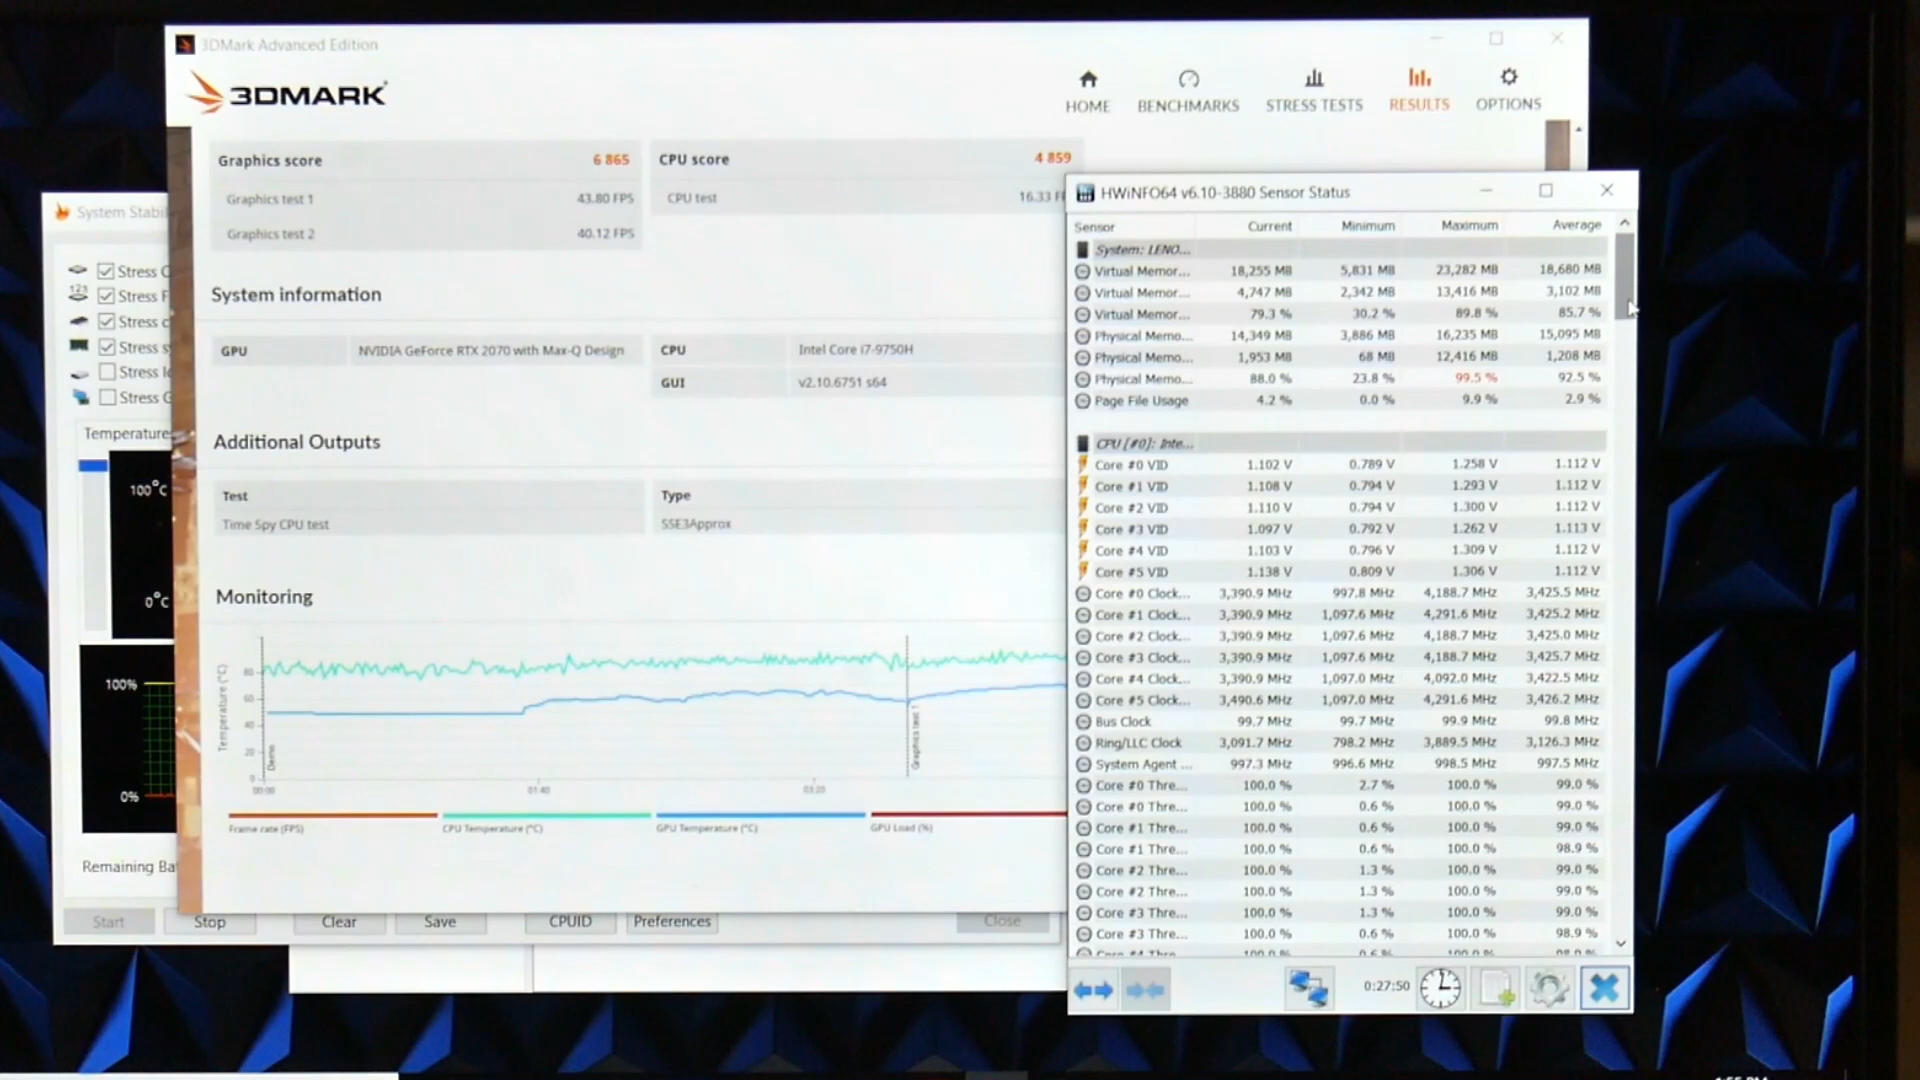 3DMark Advanced Edition
3DMARK
HOME
BENCHMARKS
STRESS TESTS
RESULTS
OPTIONS
Graphics score 6 865
Graphics test 1 43.80 FPS
Graphics test 2 40.12 FPS
CPU score 4 859
CPU test 16.33
System information
GPU NVIDIA GeForce RTX 2070 with Max-Q Design
CPU Intel Core i7-9750H
GUI v2.10.6751 s64
Additional Outputs
Test Type
Time Spy CPU test SSE3Approx
Monitoring
Temperature (°C)
80
60
40
20
0
Demo
Graphics test 1
00:00 01:40 03:20
Frame rate (FPS) CPU Temperature (°C) GPU Temperature (°C) GPU Load (%)
System Stabil
Stress C
Stress F
Stress c
Stress s
Stress lo
Stress G
Temperature
100°C
0°C
100%
0%
Remaining Ba
Start Stop Clear Save CPUID Preferences Close
HWiNFO64 v6.10-3880 Sensor Status
Sensor Current Minimum Maximum Average
System: LENO...
Virtual Memor... 18,255 MB 5,831 MB 23,282 MB 18,680 MB
Virtual Memor... 4,747 MB 2,342 MB 13,416 MB 3,102 MB
Virtual Memor... 79.3 % 30.2 % 89.8 % 85.7 %
Physical Memo... 14,349 MB 3,886 MB 16,235 MB 15,095 MB
Physical Memo... 1,953 MB 68 MB 12,416 MB 1,208 MB
Physical Memo... 88.0 % 23.8 % 99.5 % 92.5 %
Page File Usage 4.2 % 0.0 % 9.9 % 2.9 %
CPU [#0]: Inte...
Core #0 VID 1.102 V 0.789 V 1.258 V 1.112 V
Core #1 VID 1.108 V 0.794 V 1.293 V 1.112 V
Core #2 VID 1.110 V 0.794 V 1.300 V 1.112 V
Core #3 VID 1.097 V 0.792 V 1.262 V 1.113 V
Core #4 VID 1.103 V 0.796 V 1.309 V 1.112 V
Core #5 VID 1.138 V 0.809 V 1.306 V 1.112 V
Core #0 Clock... 3,390.9 MHz 997.8 MHz 4,188.7 MHz 3,425.5 MHz
Core #1 Clock... 3,390.9 MHz 1,097.6 MHz 4,291.6 MHz 3,425.2 MHz
Core #2 Clock... 3,390.9 MHz 1,097.6 MHz 4,188.7 MHz 3,425.0 MHz
Core #3 Clock... 3,390.9 MHz 1,097.6 MHz 4,188.7 MHz 3,425.7 MHz
Core #4 Clock... 3,390.9 MHz 1,097.0 MHz 4,092.0 MHz 3,422.5 MHz
Core #5 Clock... 3,490.6 MHz 1,097.0 MHz 4,291.6 MHz 3,426.2 MHz
Bus Clock 99.7 MHz 99.7 MHz 99.9 MHz 99.8 MHz
Ring/LLC Clock 3,091.7 MHz 798.2 MHz 3,889.5 MHz 3,126.3 MHz
System Agent ... 997.3 MHz 996.6 MHz 998.5 MHz 997.5 MHz
Core #0 Thre... 100.0 % 2.7 % 100.0 % 99.0 %
Core #0 Thre... 100.0 % 0.6 % 100.0 % 99.0 %
Core #1 Thre... 100.0 % 0.6 % 100.0 % 99.0 %
Core #1 Thre... 100.0 % 0.6 % 100.0 % 98.9 %
Core #2 Thre... 100.0 % 1.3 % 100.0 % 99.0 %
Core #2 Thre... 100.0 % 1.3 % 100.0 % 99.0 %
Core #3 Thre... 100.0 % 1.3 % 100.0 % 99.0 %
Core #3 Thre... 100.0 % 0.6 % 100.0 % 98.9 %
0:27:50